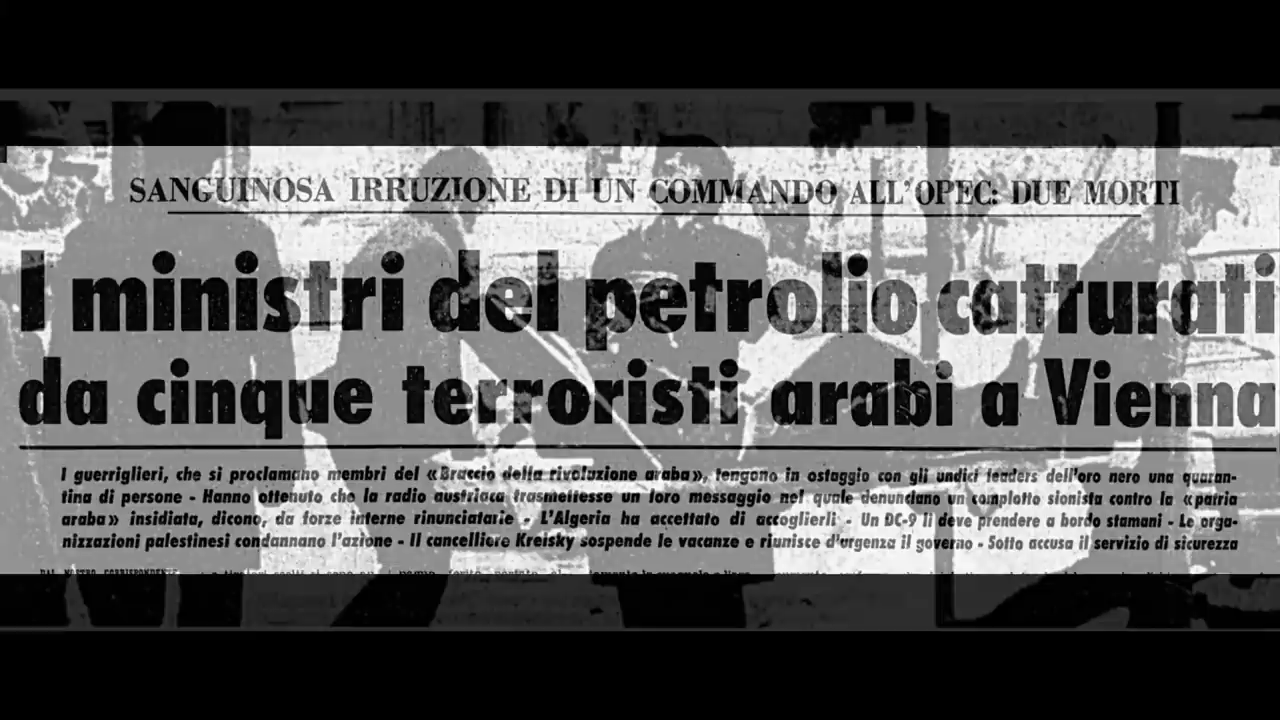 SANGUINOSA IRRUZIONE DI UN COMMANDO ALL'OPEC: DUE MORTI
I ministri del petrolio catturati
da cinque terroristi arabi a Vienna
I guerriglieri, che si proclamano membri del «Braccio della rivoluzione araba», tengono in ostaggio con gli undici leaders dell'oro nero una quaran-
tina di persone - Hanno ottenuto che la radio austriaca trasmettesse un loro messaggio nel quale denunciano un complotto sionista contro la «patria
araba» insidiata, dicono, da forze interne rinunciatarie - L'Algeria ha accettato di accoglierli - Un DC-9 li deve prendere a bordo stamani - Le orga-
nizzazioni palestinesi condannano l'azione - Il cancelliere Kreisky sospende le vacanze e riunisce d'urgenza il governo - Sotto accusa il servizio di sicurezza
DAL NOSTRO CORRISPONDENTE